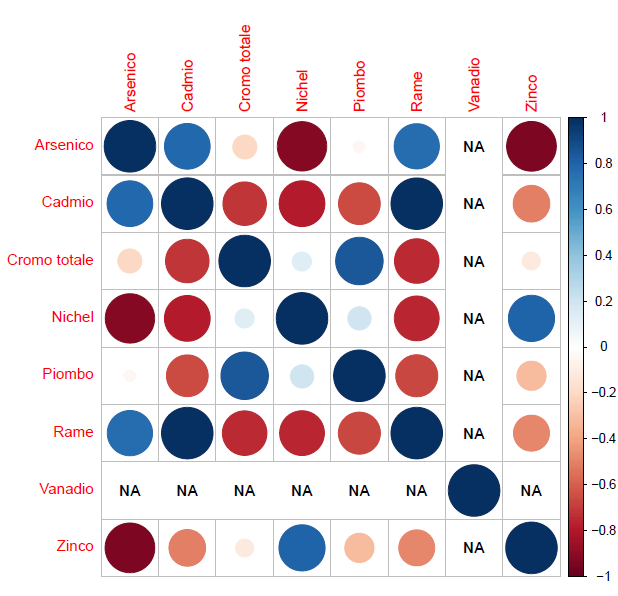 Arsenico
Cadmio
Cromo totale
Nichel
Piombo
Rame
Vanadio
Zinco
Arsenico NA
Cadmio NA
Cromo totale NA
Nichel NA
Piombo NA
Rame NA
Vanadio NA NA NA NA NA NA NA
Zinco NA
1
0.8
0.6
0.4
0.2
0
−0.2
−0.4
−0.6
−0.8
−1